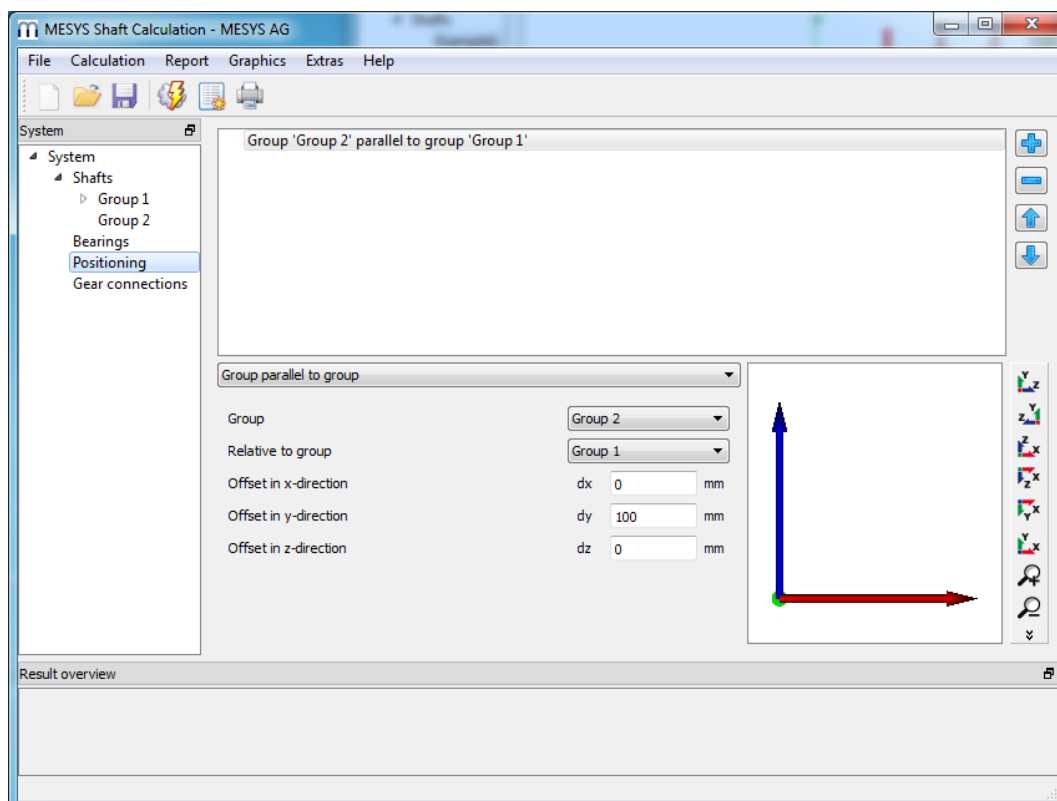 MESYS Shaft Calculation - MESYS AG
File Calculation Report Graphics Extras Help
System
System
Shafts
Group 1
Group 2
Bearings
Positioning
Gear connections
Group 'Group 2' parallel to group 'Group 1'
Group parallel to group
Group Group 2
Relative to group Group 1
Offset in x-direction dx 0 mm
Offset in y-direction dy 100 mm
Offset in z-direction dz 0 mm
Y Z
Z Y
Z X
Z X
Y X
Y X
Result overview